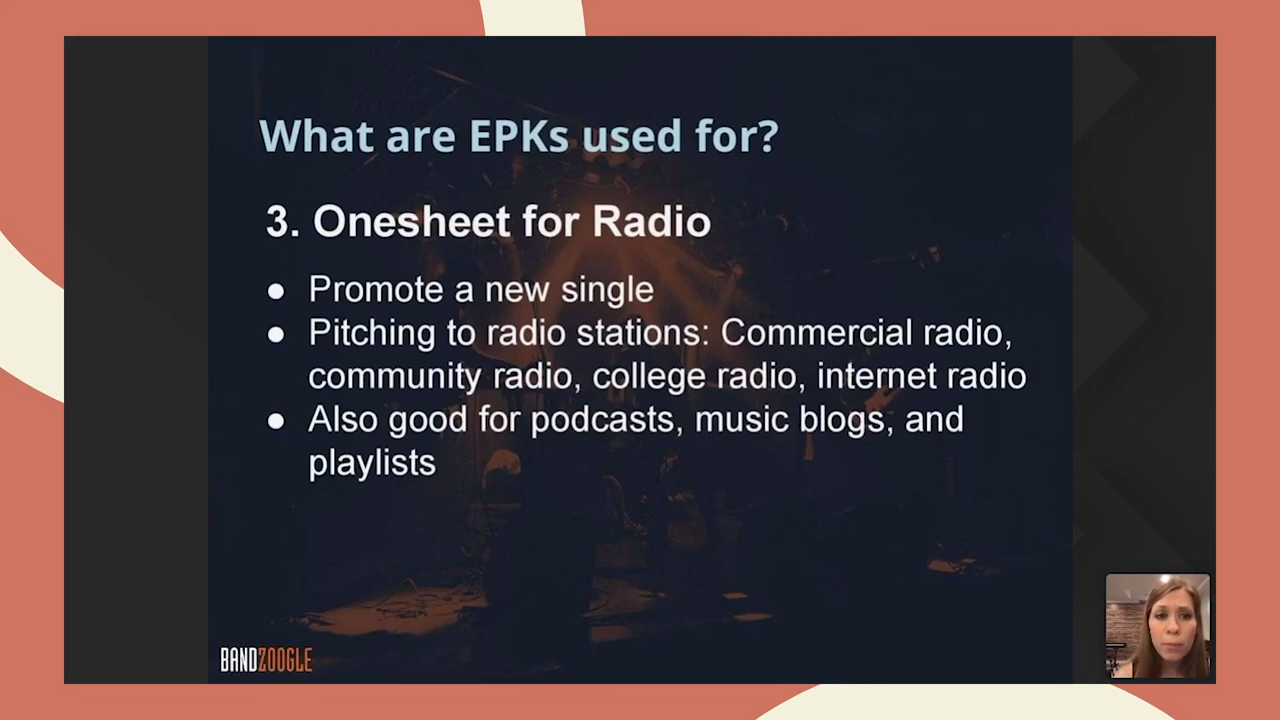 What are EPKs used for?
3. Onesheet for Radio
● Promote a new single
● Pitching to radio stations: Commercial radio,
community radio, college radio, internet radio
● Also good for podcasts, music blogs, and
playlists
BANDZOOGLE